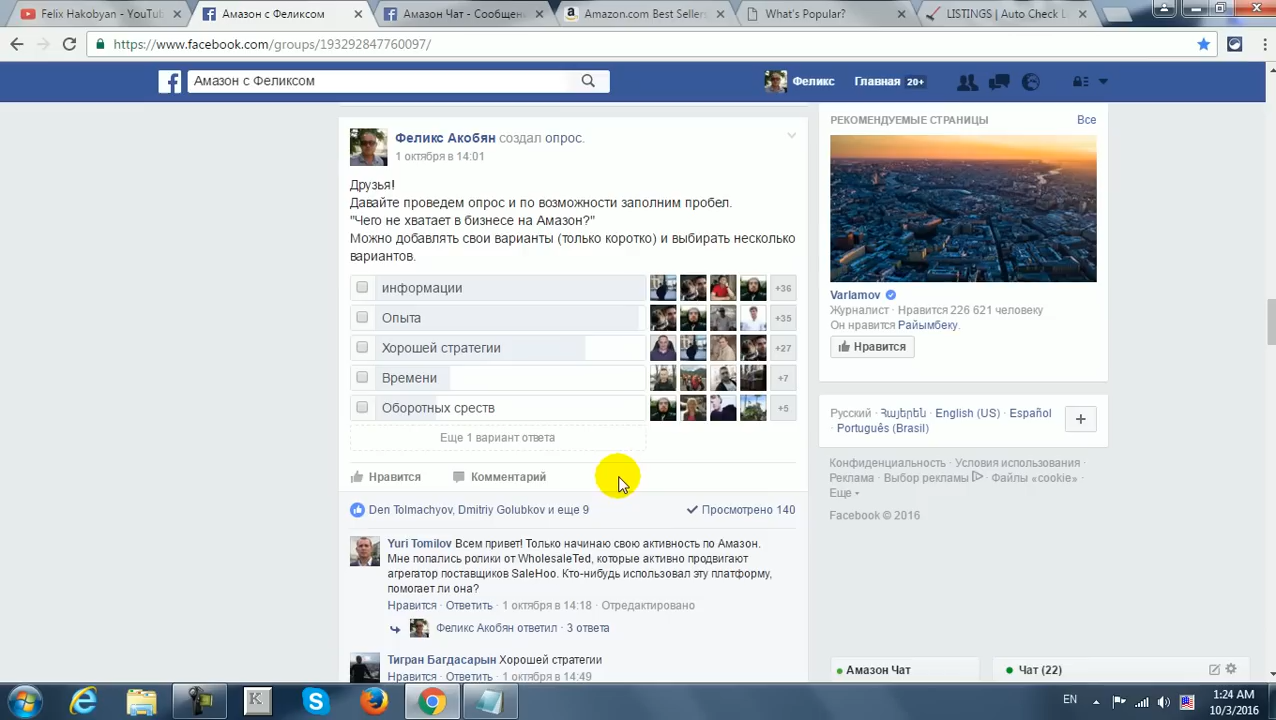 Felix Hakobyan - YouTub
Амазон с Феликсом
Амазон Чат - Сообщен
Amazon.com Best Sellers
What's Popular?
LISTINGS | Auto Check Li
https://www.facebook.com/groups/193292847760097/
Амазон с Феликсом
Феликс
Главная 20+
Феликс Акобян создал опрос.
1 октября в 14:01
Друзья!
Давайте проведем опрос и по возможности заполним пробел.
"Чего не хватает в бизнесе на Амазон?"
Можно добавлять свои варианты (только коротко) и выбирать несколько
вариантов.
информации
+36
Опыта
+35
Хорошей стратегии
+27
Времени
+7
Оборотных среств
+5
Еще 1 вариант ответа
Нравится Комментарий
Den Tolmachyov, Dmitriy Golubkov и еще 9
Просмотрено 140
Yuri Tomilov Всем привет! Только начинаю свою активность по Амазон.
Мне попались ролики от WholesaleTed, которые активно продвигают
агрегатор поставщиков SaleHoo. Кто-нибудь использовал эту платформу,
помогает ли она?
Нравится · Ответить · 1 октября в 14:18 · Отредактировано
Феликс Акобян ответил · 3 ответа
Тигран Багдасарын Хорошей стратегии
Нравится · Ответить · 1 октября в 14:49
РЕКОМЕНДУЕМЫЕ СТРАНИЦЫ
Все
Varlamov
Журналист · Нравится 226 621 человеку
Он нравится Райымбеку.
Нравится
Русский · Հայերեն · English (US) · Español
· Português (Brasil)
Конфиденциальность · Условия использования ·
Реклама · Выбор рекламы · Файлы «cookie» ·
Еще
Facebook © 2016
Амазон Чат
Чат (22)
K
EN
1:24 AM
10/3/2016